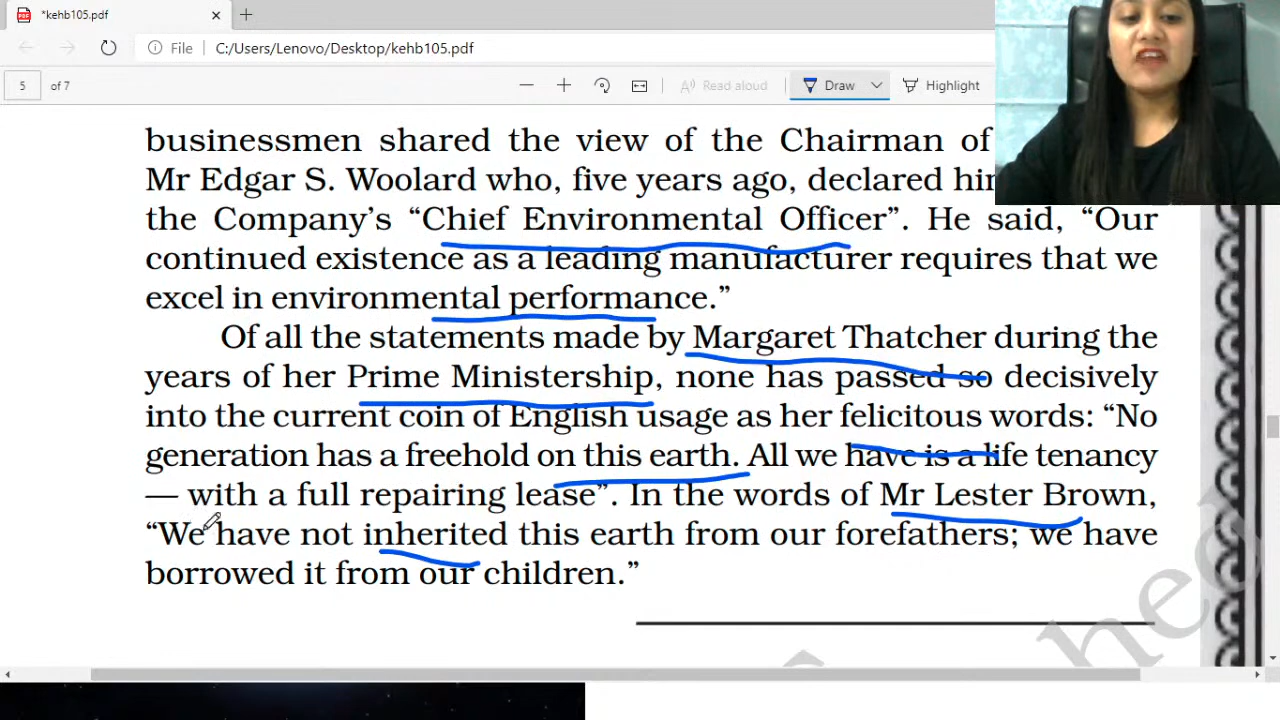 *kehb105.pdf
File C:/Users/Lenovo/Desktop/kehb105.pdf
5 of 7 Read aloud Draw Highlight
businessmen shared the view of the Chairman of
Mr Edgar S. Woolard who, five years ago, declared
the Company’s “Chief Environmental Officer”. He said, “Our
continued existence as a leading manufacturer requires that we
excel in environmental performance.”
Of all the statements made by Margaret Thatcher during the
years of her Prime Ministership, none has passed so decisively
into the current coin of English usage as her felicitous words: “No
generation has a freehold on this earth. All we have is a life tenancy
— with a full repairing lease”. In the words of Mr Lester Brown,
“We have not inherited this earth from our forefathers; we have
borrowed it from our children.”